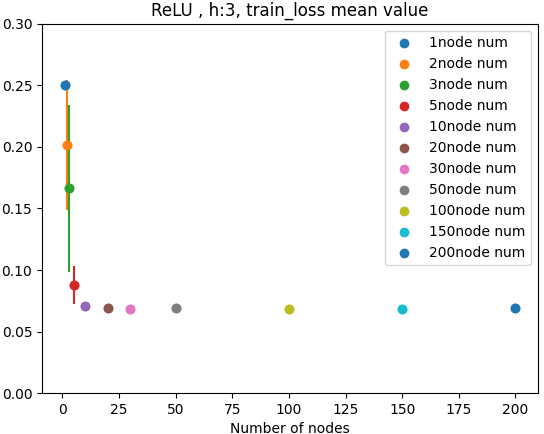 ReLU , h:3, train_loss mean value
0.30
0.25
0.20
0.15
0.10
0.05
0.00
1node num
2node num
3node num
5node num
10node num
20node num
30node num
50node num
100node num
150node num
200node num
0 25 50 75 100 125 150 175 200
Number of nodes